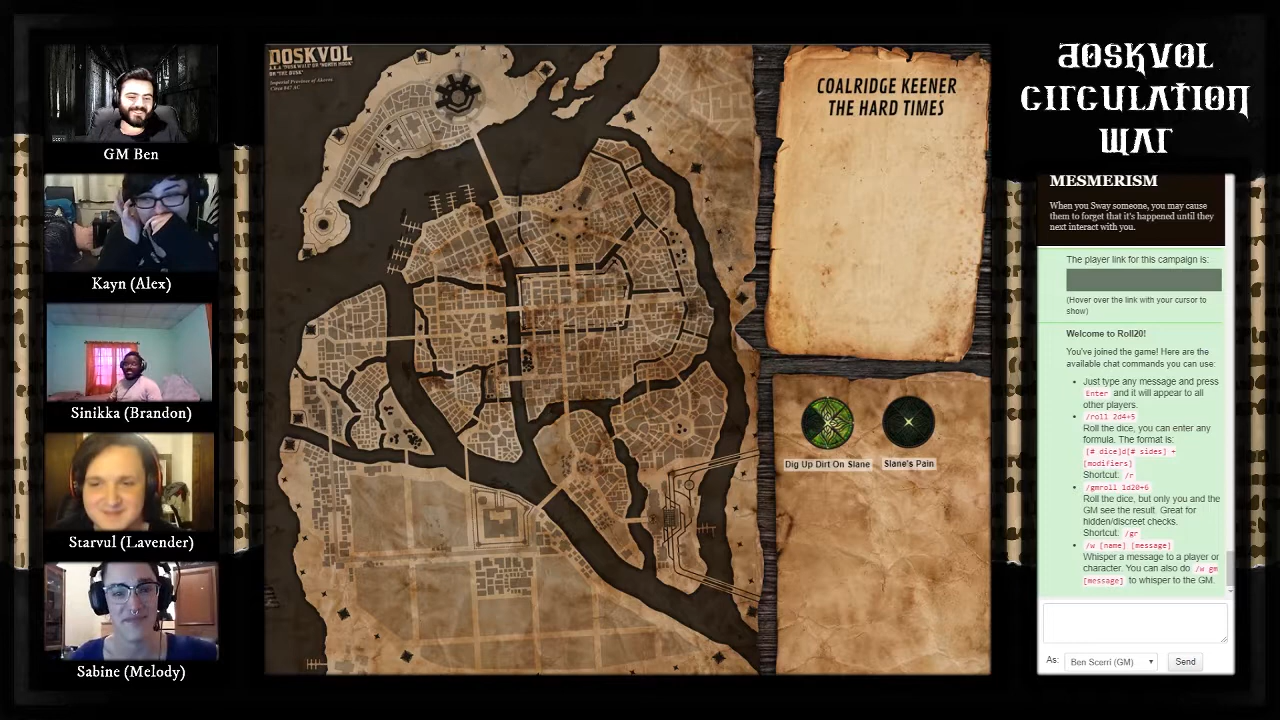 GM Ben
Kayn (Alex)
Sinikka (Brandon)
Starvul (Lavender)
Sabine (Melody)
DOSKVOL
Imperial Province of Akoros
Circa 847 AC
COALRIDGE KEENER
THE HARD TIMES
Dig Up Dirt On Slane
Slane's Pain
DOSKVOL
CIRCULATION
WAR
MESMERISM
When you Sway someone, you may cause
them to forget that it's happened until they
next interact with you.
The player link for this campaign is:
(Hover over the link with your cursor to
show)
Welcome to Roll20!
You've joined the game! Here are the
available chat commands you can use:
• Just type any message and press
Enter and it will appear to all
other players.
• /roll 2d4+5
Roll the dice, you can enter any
formula. The format is:
[# dice]d[# sides] +
[modifiers]
Shortcut: /r
• /gmroll 1d20+6
Roll the dice, but only you and the
GM see the result. Great for
hidden/discreet checks.
Shortcut: /gr
• /w [name] [message]
Whisper a message to a player or
character. You can also do /w gm
[message] to whisper to the GM.
As: Ben Scerri (GM) Send